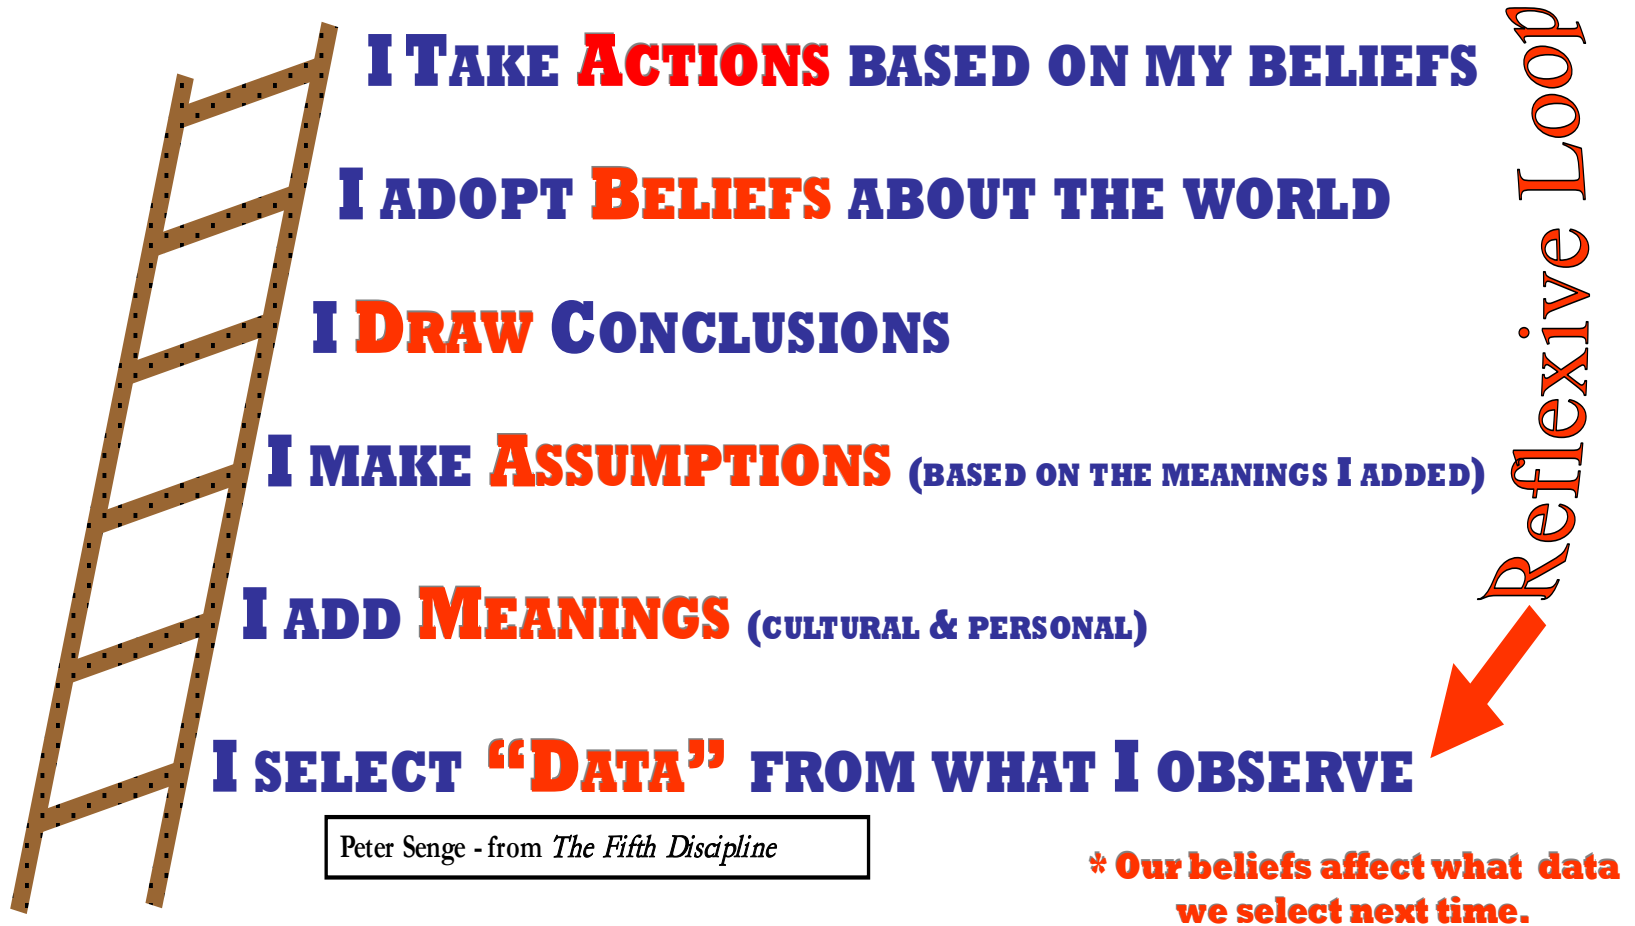 I Take Actions based on my beliefs
I adopt Beliefs about the world
I Draw Conclusions
I make Assumptions (based on the meanings I added)
I add Meanings (cultural & personal)
I select “Data” from what I observe
Peter Senge - from The Fifth Discipline
Reflexive Loop
* Our beliefs affect what data
we select next time.